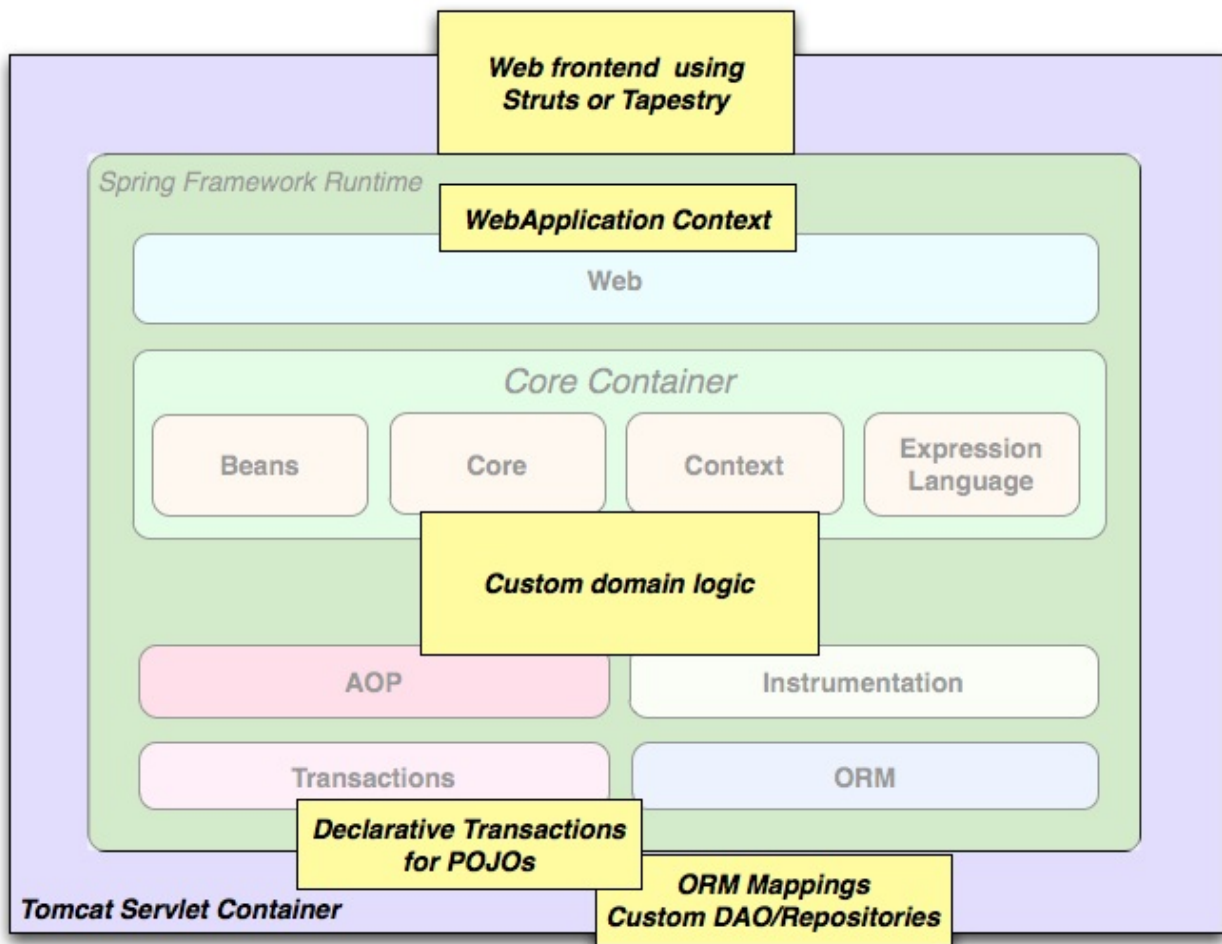 Web frontend using
Struts or Tapestry
Spring Framework Runtime
WebApplication Context
Web
Core Container
Beans
Core
Context
Expression
Language
Custom domain logic
AOP
Instrumentation
Transactions
ORM
Declarative Transactions
for POJOs
ORM Mappings
Custom DAO/Repositories
Tomcat Servlet Container